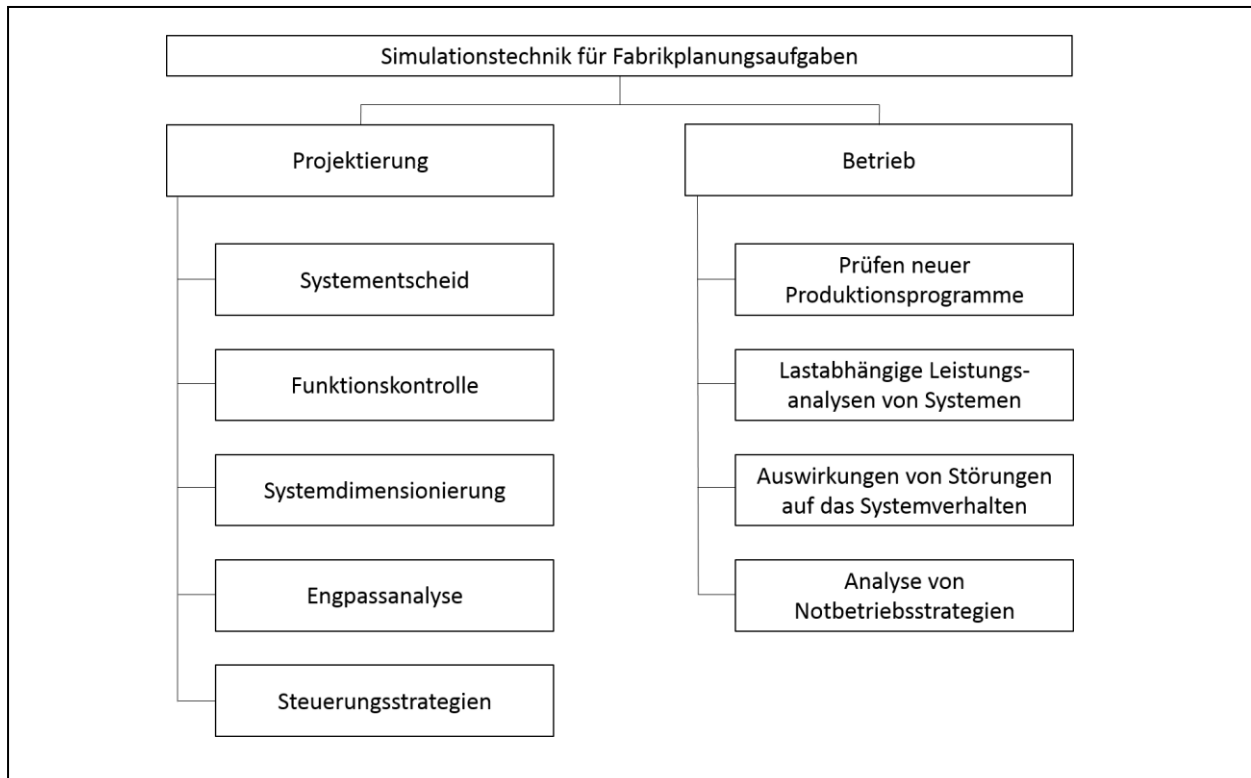 Simulationstechnik für Fabrikplanungsaufgaben
Projektierung
Systementscheid
Funktionskontrolle
Systemdimensionierung
Engpassanalyse
Steuerungsstrategien
Betrieb
Prüfen neuer
Produktionsprogramme
Lastabhängige Leistungs-
analysen von Systemen
Auswirkungen von Störungen
auf das Systemverhalten
Analyse von
Notbetriebsstrategien